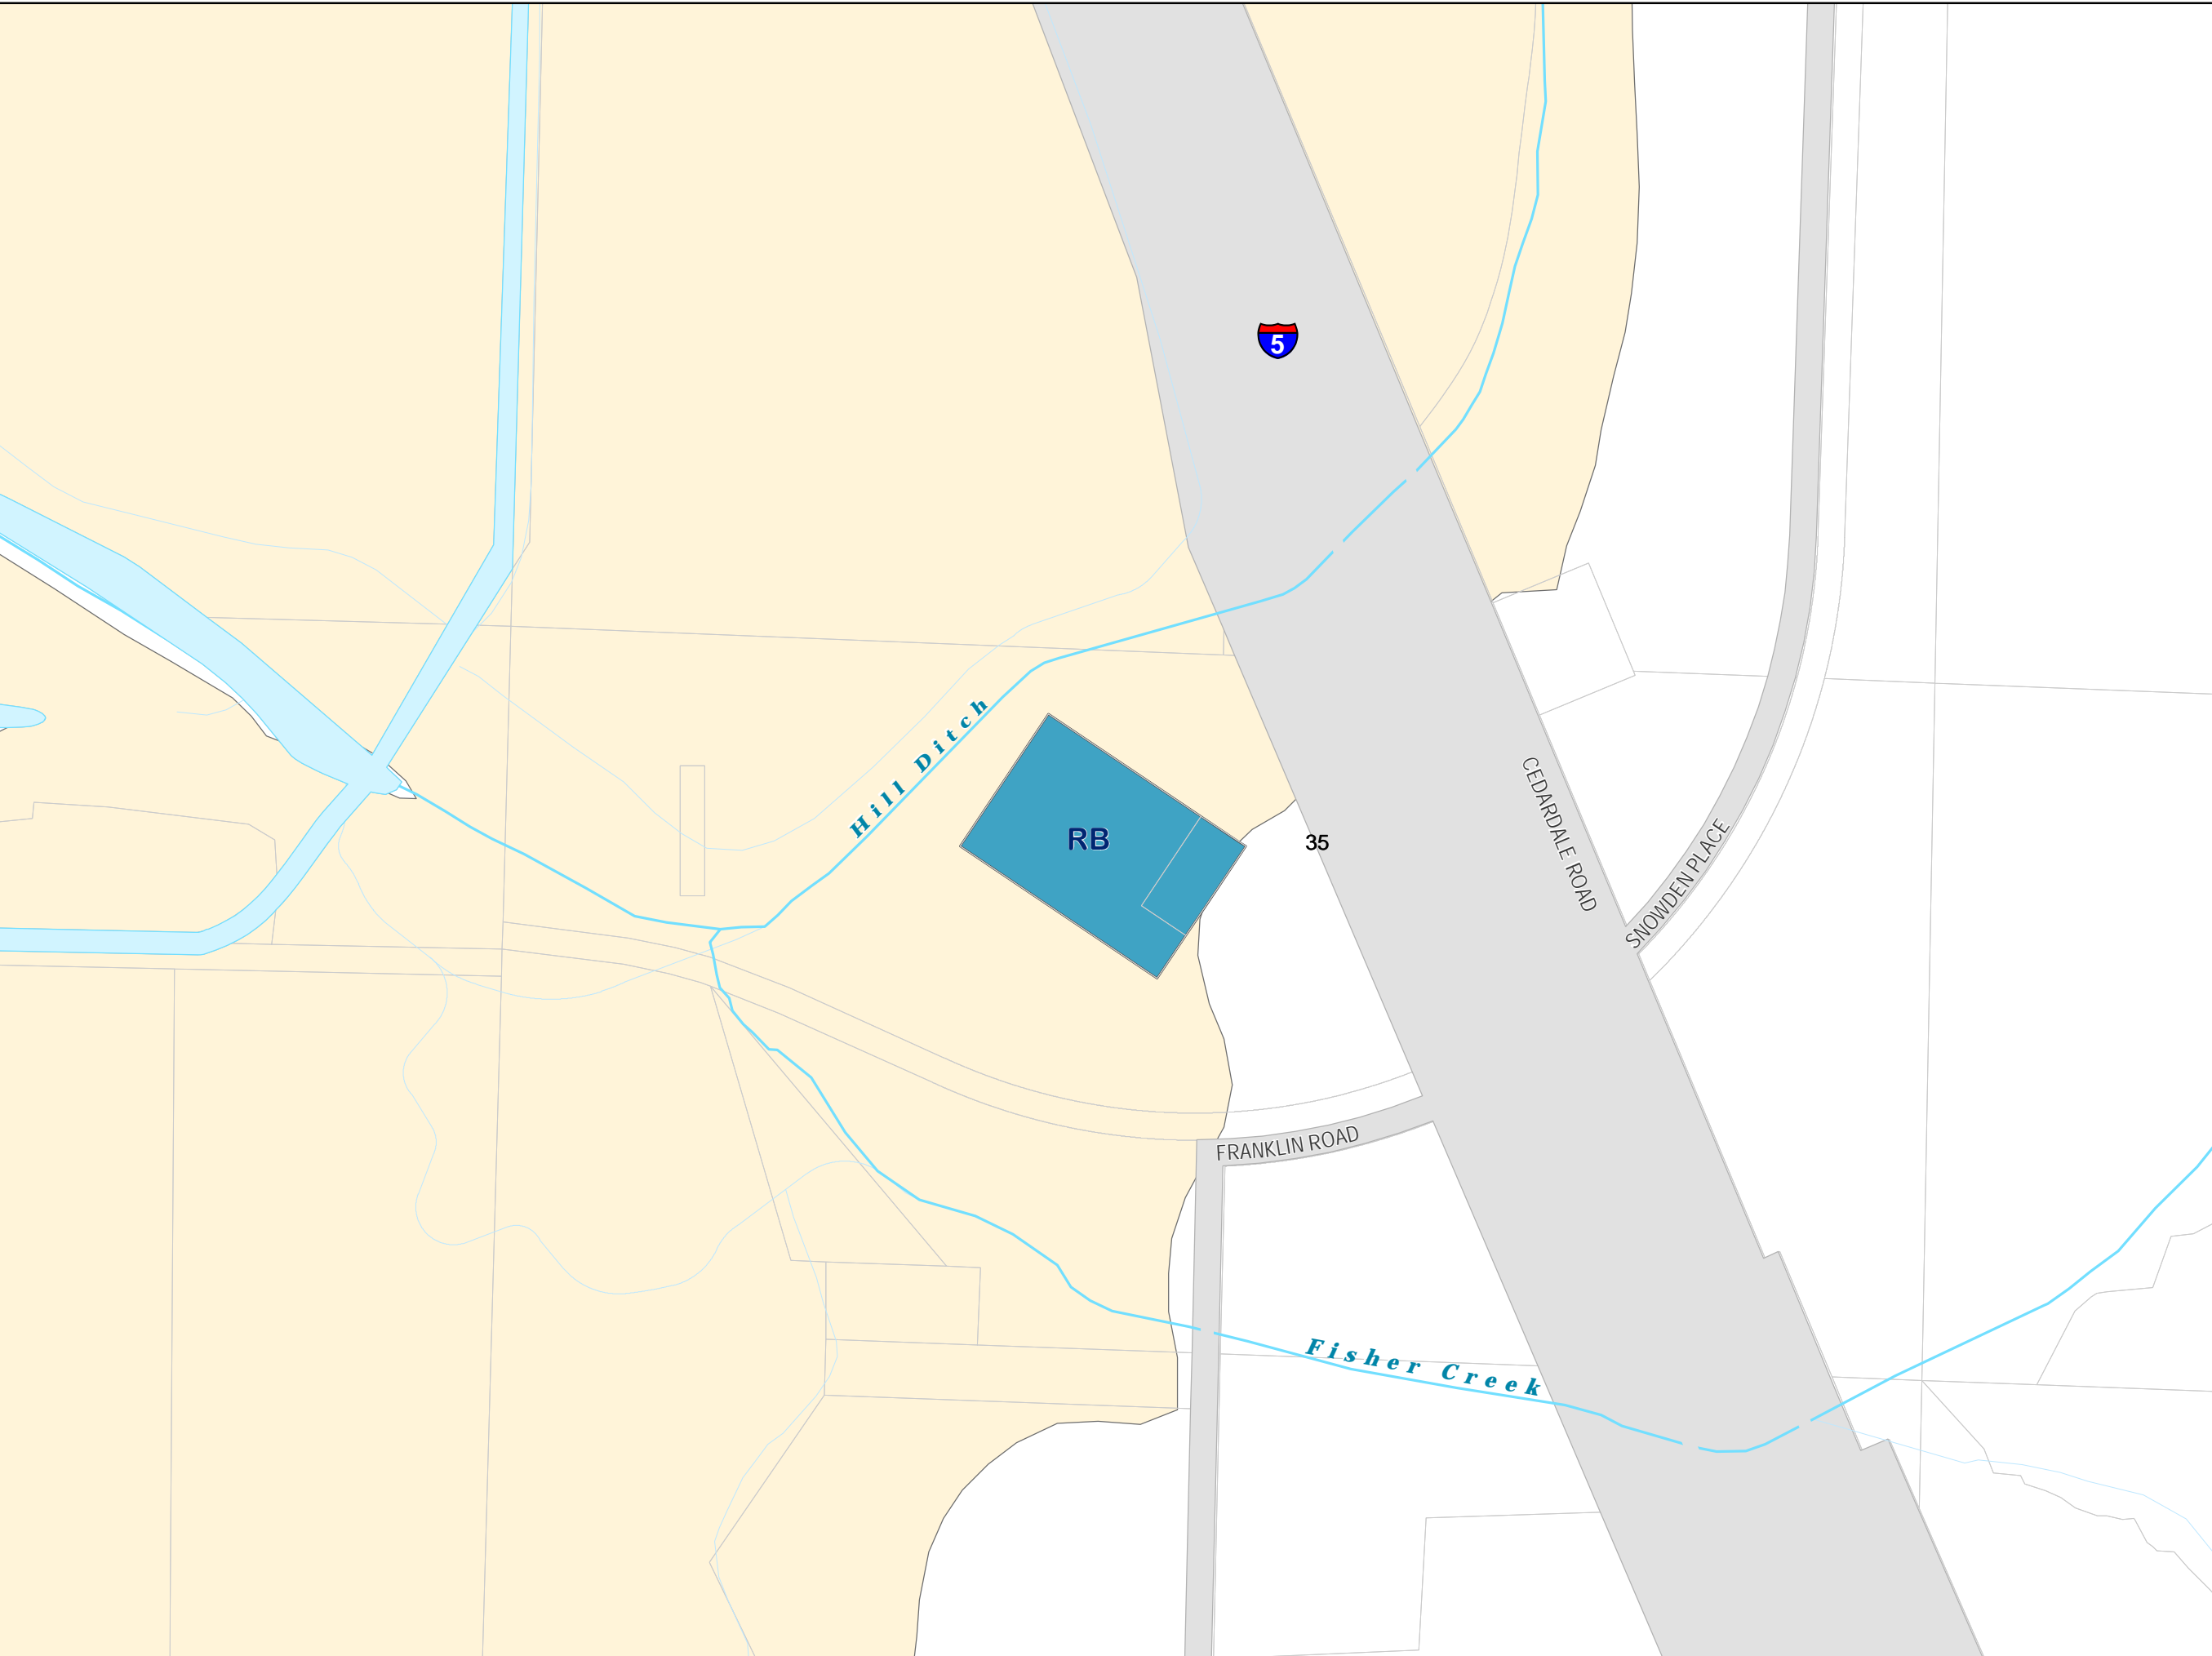 5
Hill Ditch
RB
35
CEDARDALE ROAD
SNOWDEN PLACE
FRANKLIN ROAD
Fisher Creek